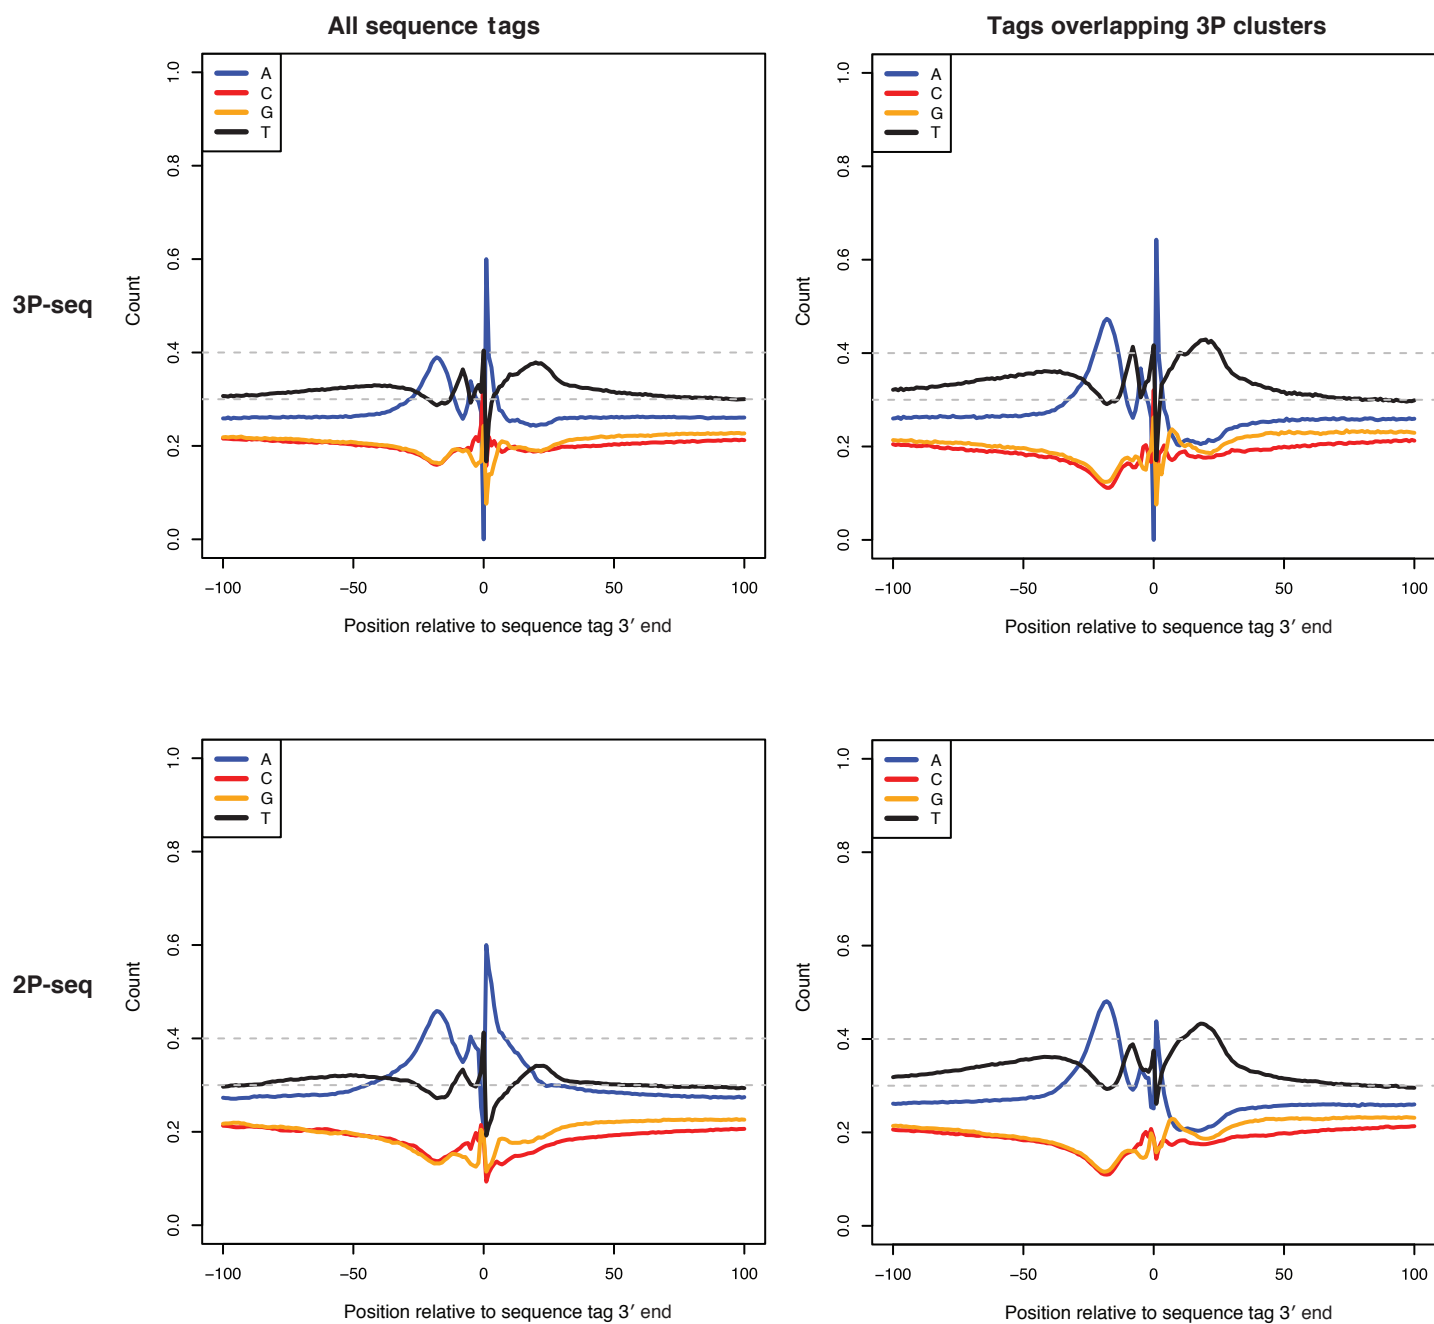 All sequence tags
Tags overlapping 3P clusters
3P-seq
A
C
G
T
Count
0.0
0.2
0.4
0.6
0.8
1.0
−100
−50
0
50
100
Position relative to sequence tag 3′ end
A
C
G
T
Count
0.0
0.2
0.4
0.6
0.8
1.0
−100
−50
0
50
100
Position relative to sequence tag 3′ end
2P-seq
A
C
G
T
Count
0.0
0.2
0.4
0.6
0.8
1.0
−100
−50
0
50
100
Position relative to sequence tag 3′ end
A
C
G
T
Count
0.0
0.2
0.4
0.6
0.8
1.0
−100
−50
0
50
100
Position relative to sequence tag 3′ end